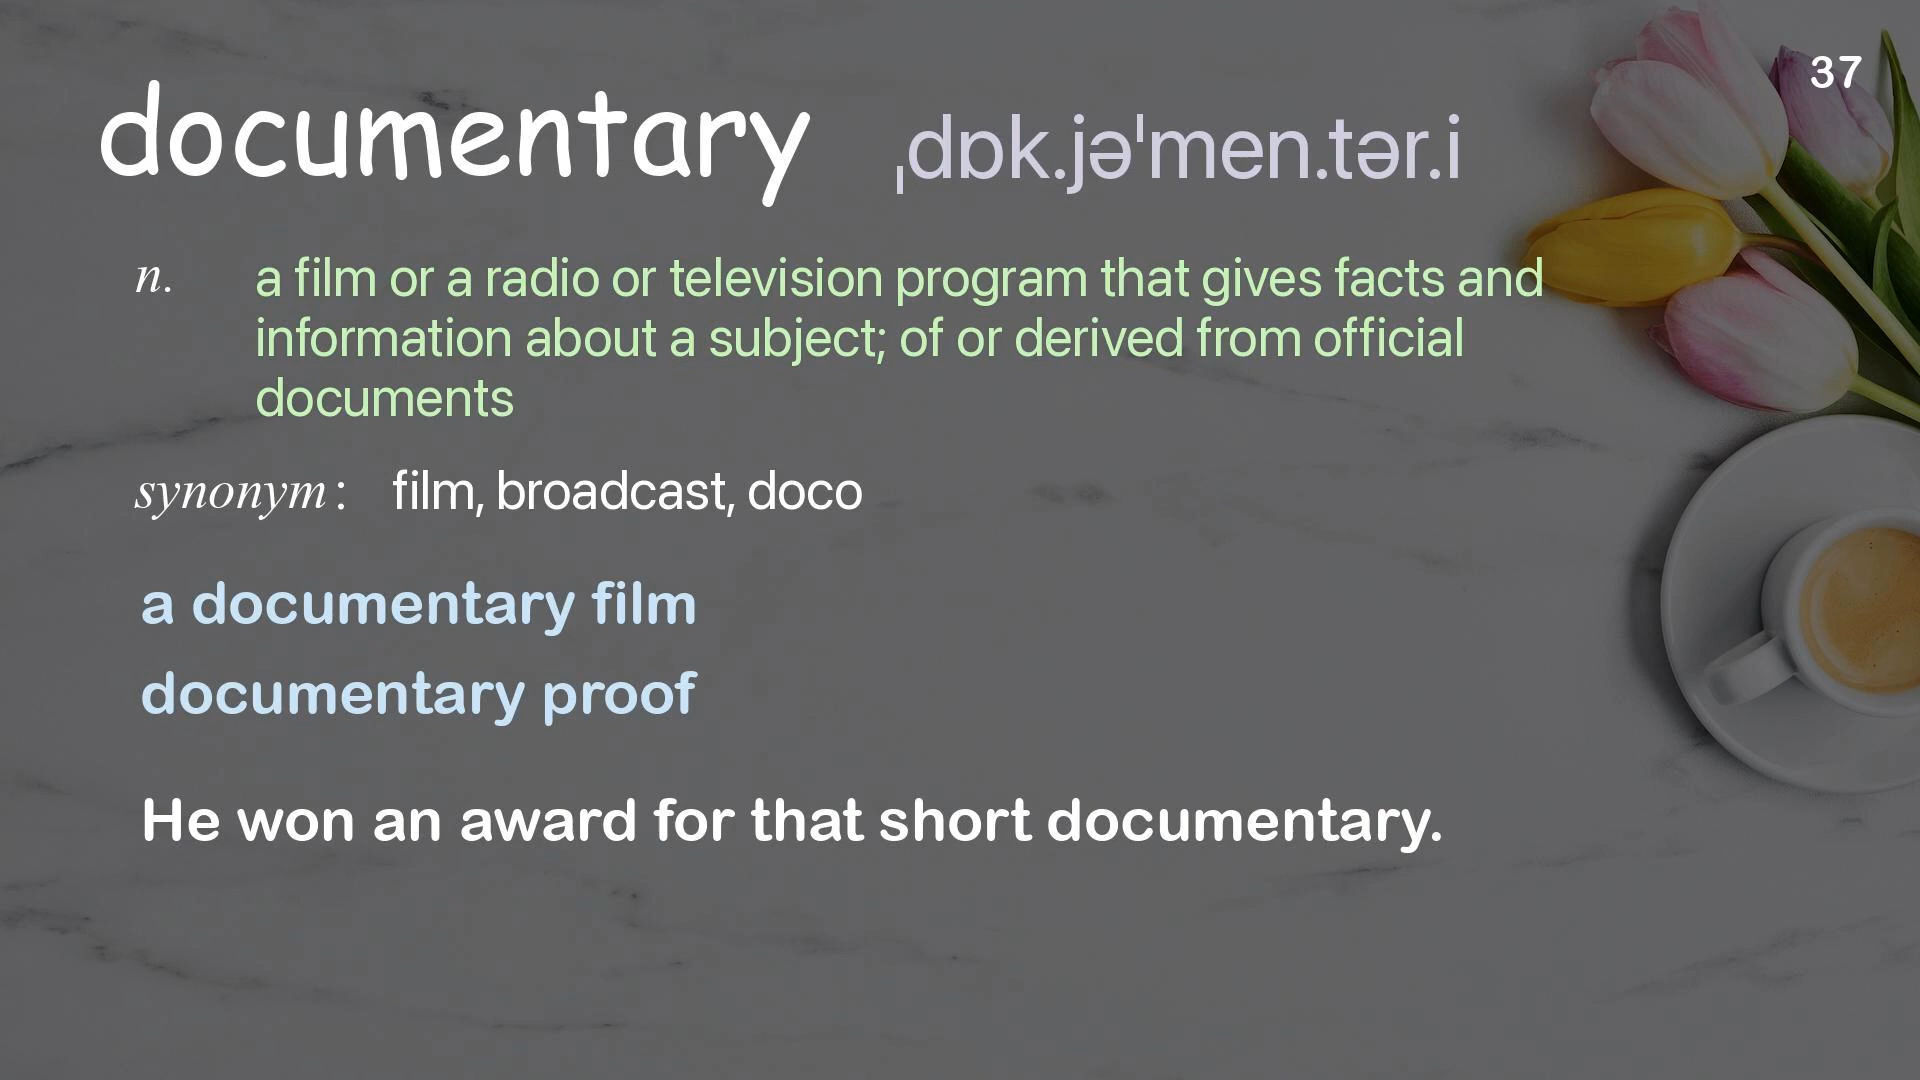 37
documentary ˌdɒk.jəˈmen.tər.i
n. a film or a radio or television program that gives facts and
information about a subject; of or derived from official
documents
synonym: film, broadcast, doco
a documentary film
documentary proof
He won an award for that short documentary.